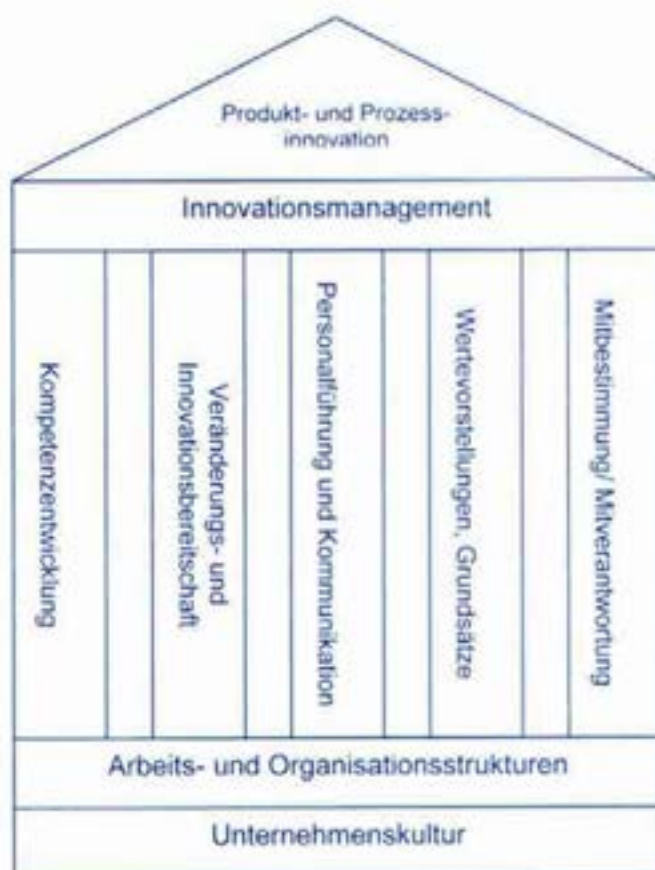 Produkt- und Prozess-
innovation
Innovationsmanagement
Kompetenzentwicklung
Veränderungs- und
Innovationsbereitschaft
Personalführung und Kommunikation
Wertevorstellungen, Grundsätze
Mitbestimmung/ Mitverantwortung
Arbeits- und Organisationsstrukturen
Unternehmenskultur